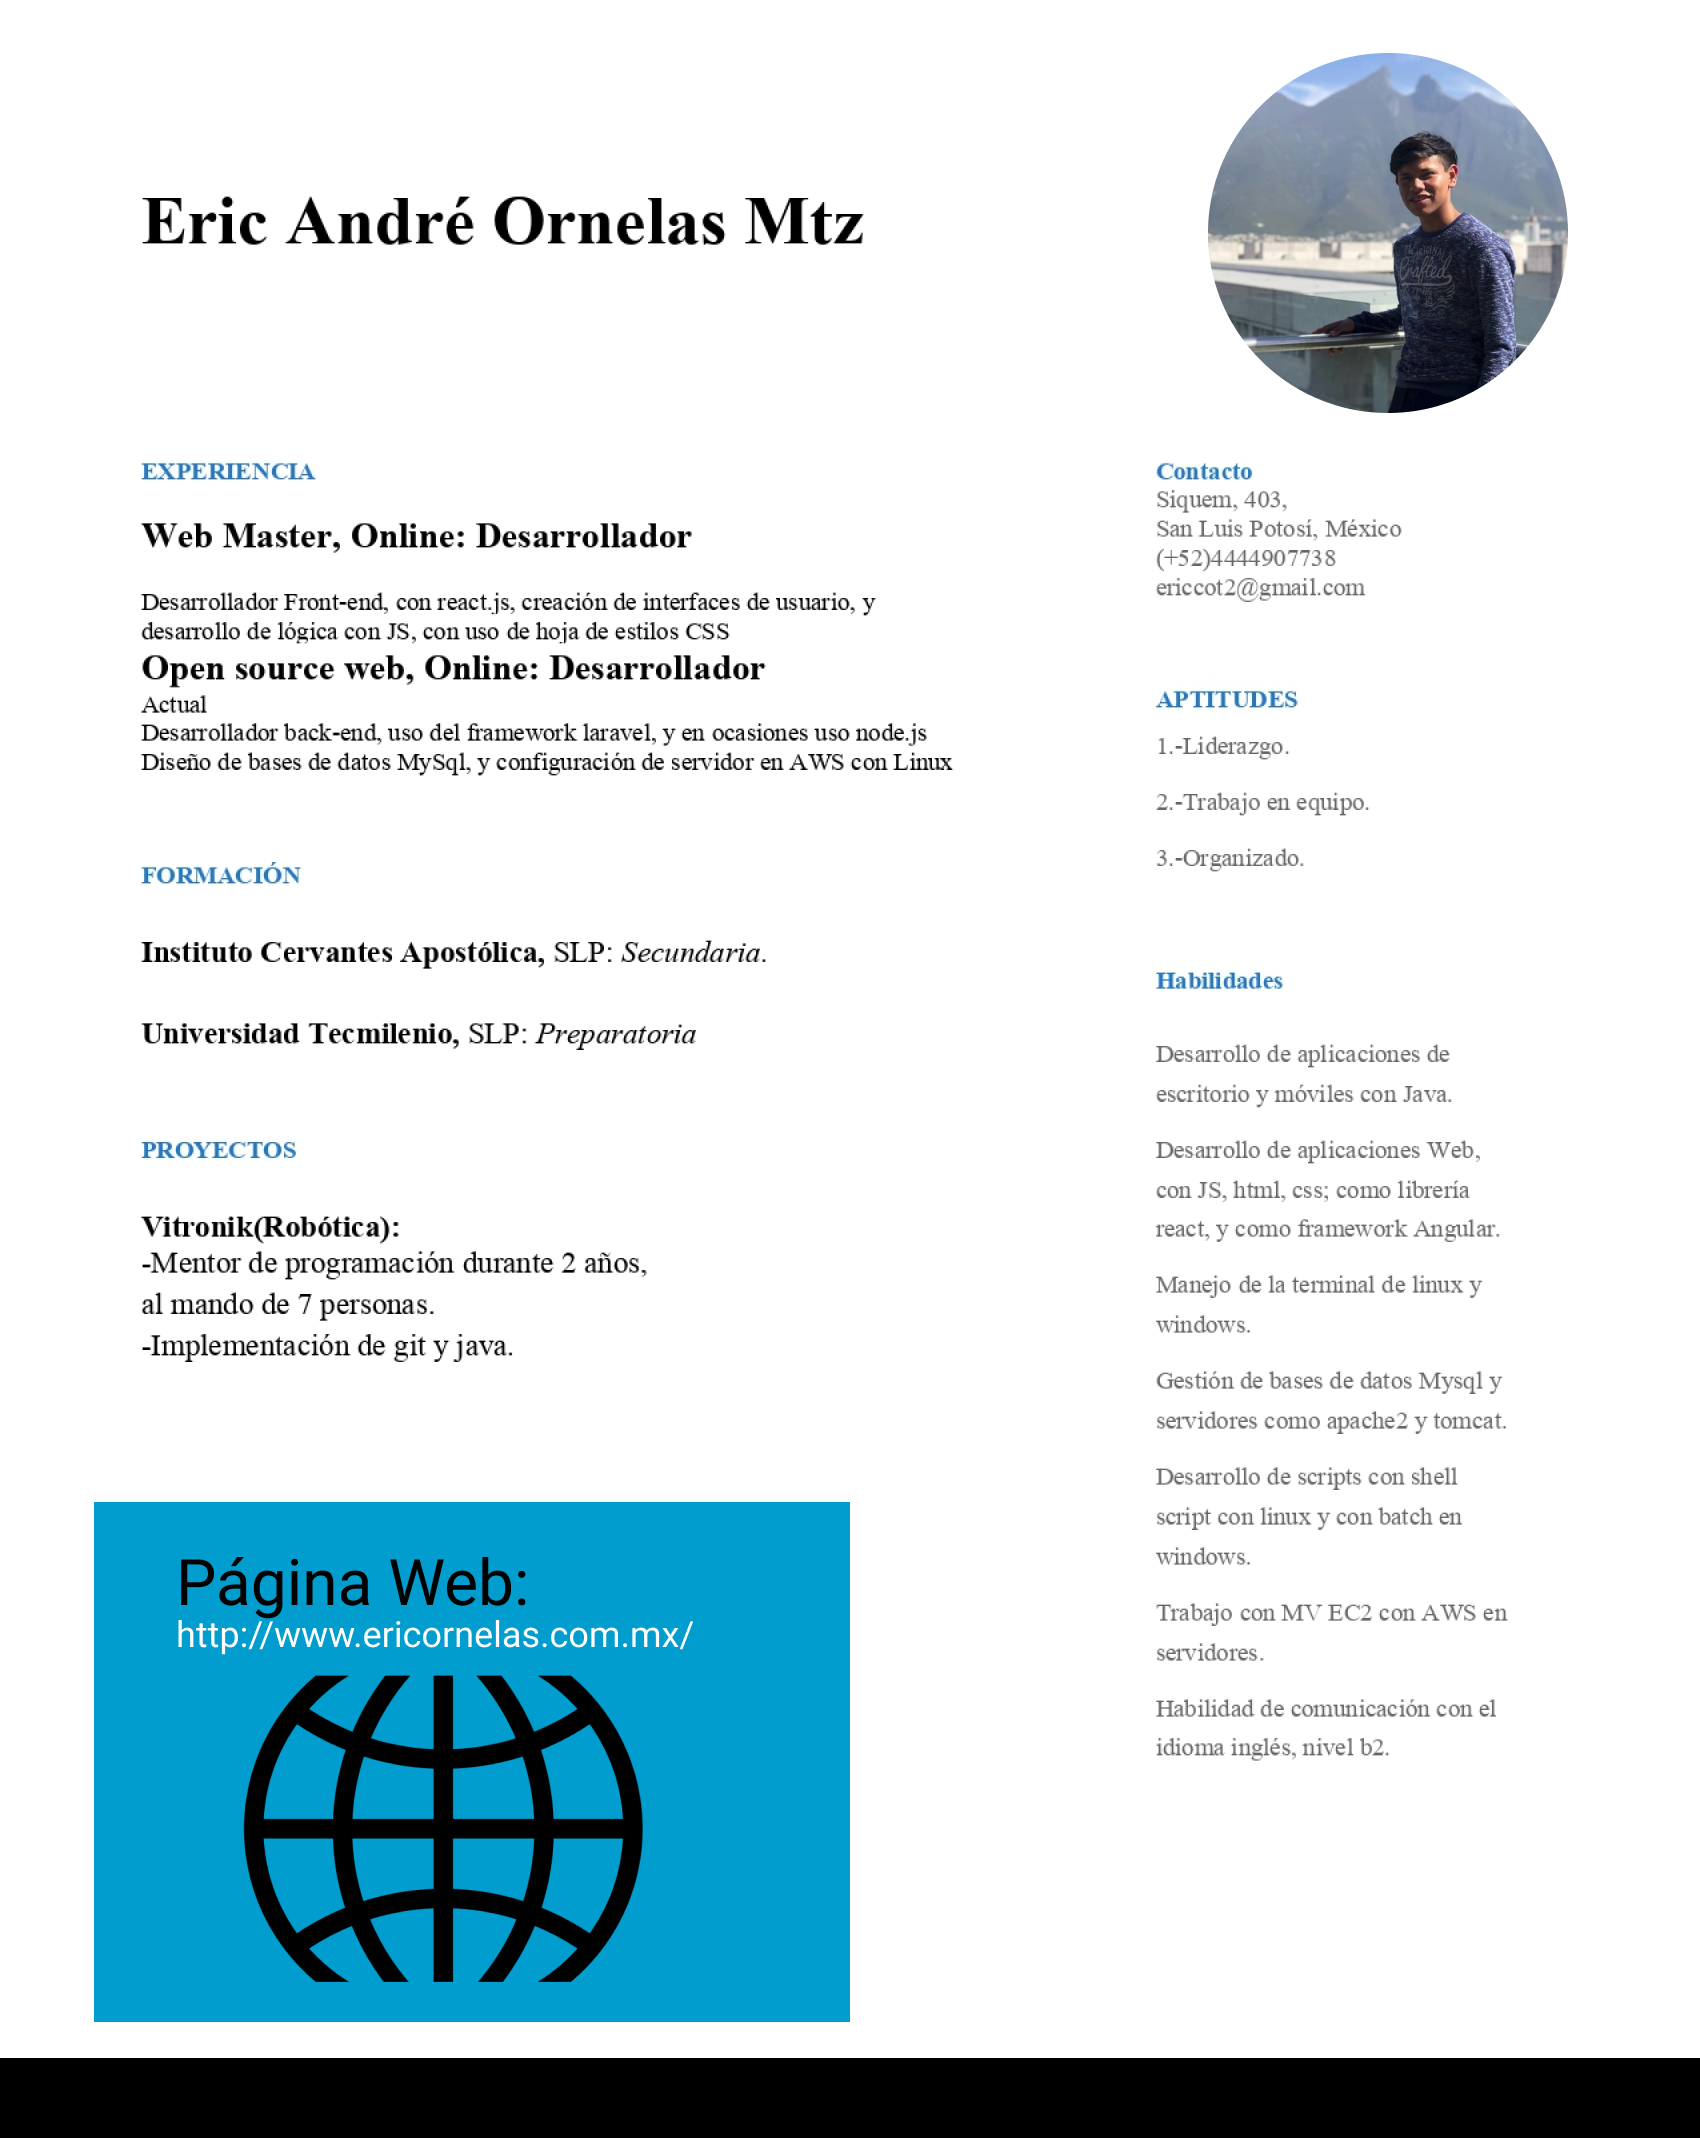 Eric André Ornelas Mtz
EXPERIENCIA
Web Master, Online: Desarrollador
Desarrollador Front-end, con react.js, creación de interfaces de usuario, y
desarrollo de lógica con JS, con uso de hoja de estilos CSS
Open source web, Online: Desarrollador
Actual
Desarrollador back-end, uso del framework laravel, y en ocasiones uso node.js
Diseño de bases de datos MySql, y configuración de servidor en AWS con Linux
FORMACIÓN
Instituto Cervantes Apostólica, SLP: Secundaria.
Universidad Tecmilenio, SLP: Preparatoria
PROYECTOS
Vitronik(Robótica):
-Mentor de programación durante 2 años,
al mando de 7 personas.
-Implementación de git y java.
Página Web:
http://www.ericornelas.com.mx/
Crafted
Contacto
Siquem, 403,
San Luis Potosí, México
(+52)4444907738
ericcot2@gmail.com
APTITUDES
1.-Liderazgo.
2.-Trabajo en equipo.
3.-Organizado.
Habilidades
Desarrollo de aplicaciones de
escritorio y móviles con Java.
Desarrollo de aplicaciones Web,
con JS, html, css; como librería
react, y como framework Angular.
Manejo de la terminal de linux y
windows.
Gestión de bases de datos Mysql y
servidores como apache2 y tomcat.
Desarrollo de scripts con shell
script con linux y con batch en
windows.
Trabajo con MV EC2 con AWS en
servidores.
Habilidad de comunicación con el
idioma inglés, nivel b2.